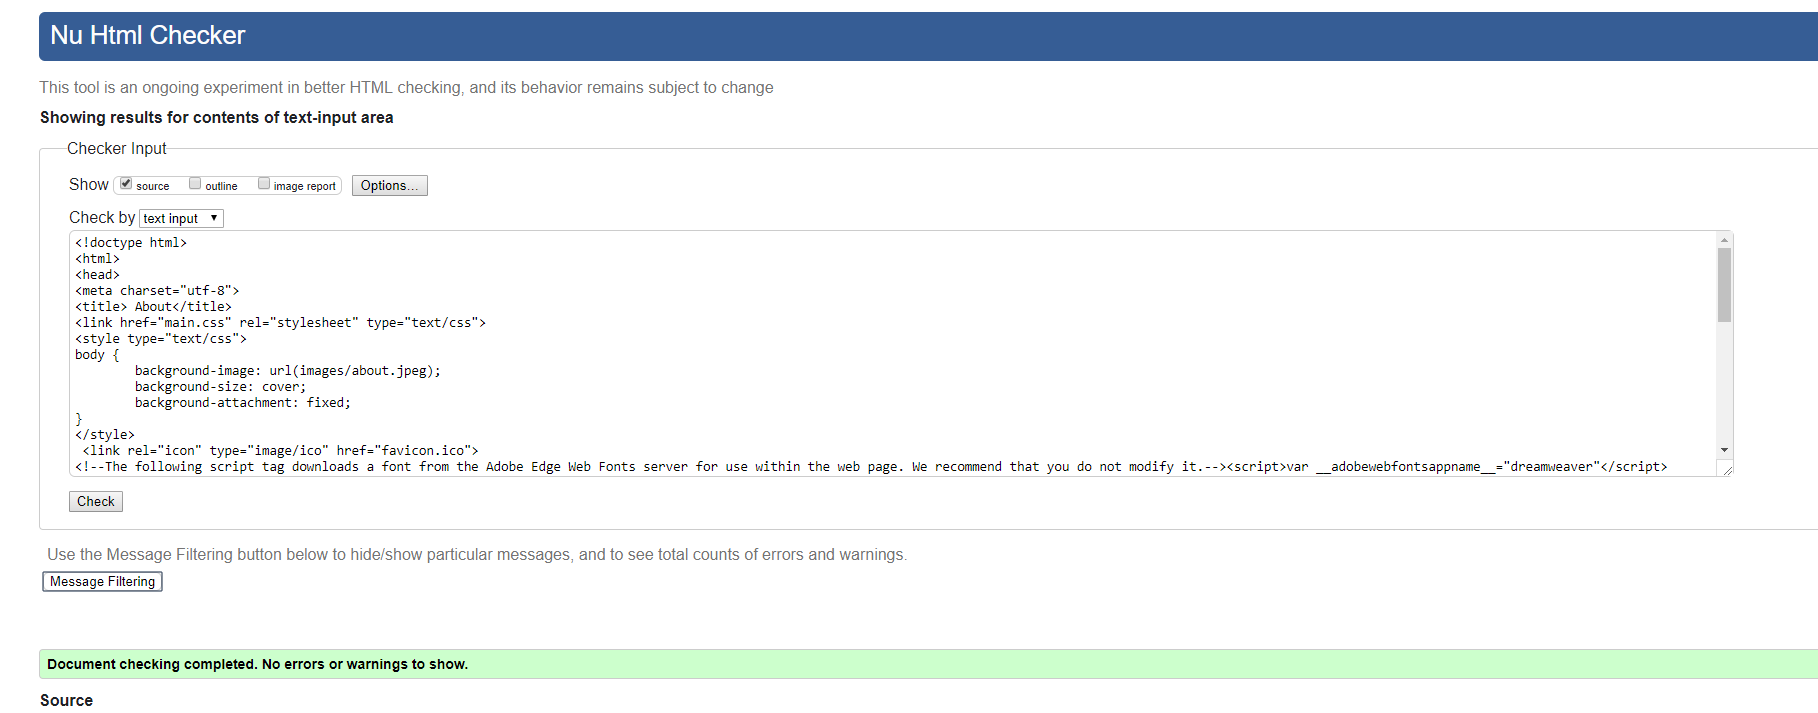 Nu Html Checker
This tool is an ongoing experiment in better HTML checking, and its behavior remains subject to change
Showing results for contents of text-input area
Checker Input
Show source outline image report Options...
Check by text input
<!doctype html>
<html>
<head>
<meta charset="utf-8">
<title> About</title>
<link href="main.css" rel="stylesheet" type="text/css">
<style type="text/css">
body {
        background-image: url(images/about.jpeg);
        background-size: cover;
        background-attachment: fixed;
}
</style>
 <link rel="icon" type="image/ico" href="favicon.ico">
<!--The following script tag downloads a font from the Adobe Edge Web Fonts server for use within the web page. We recommend that you do not modify it.--><script>var __adobewebfontsappname__="dreamweaver"</script>
Check
Use the Message Filtering button below to hide/show particular messages, and to see total counts of errors and warnings.
Message Filtering
Document checking completed. No errors or warnings to show.
Source